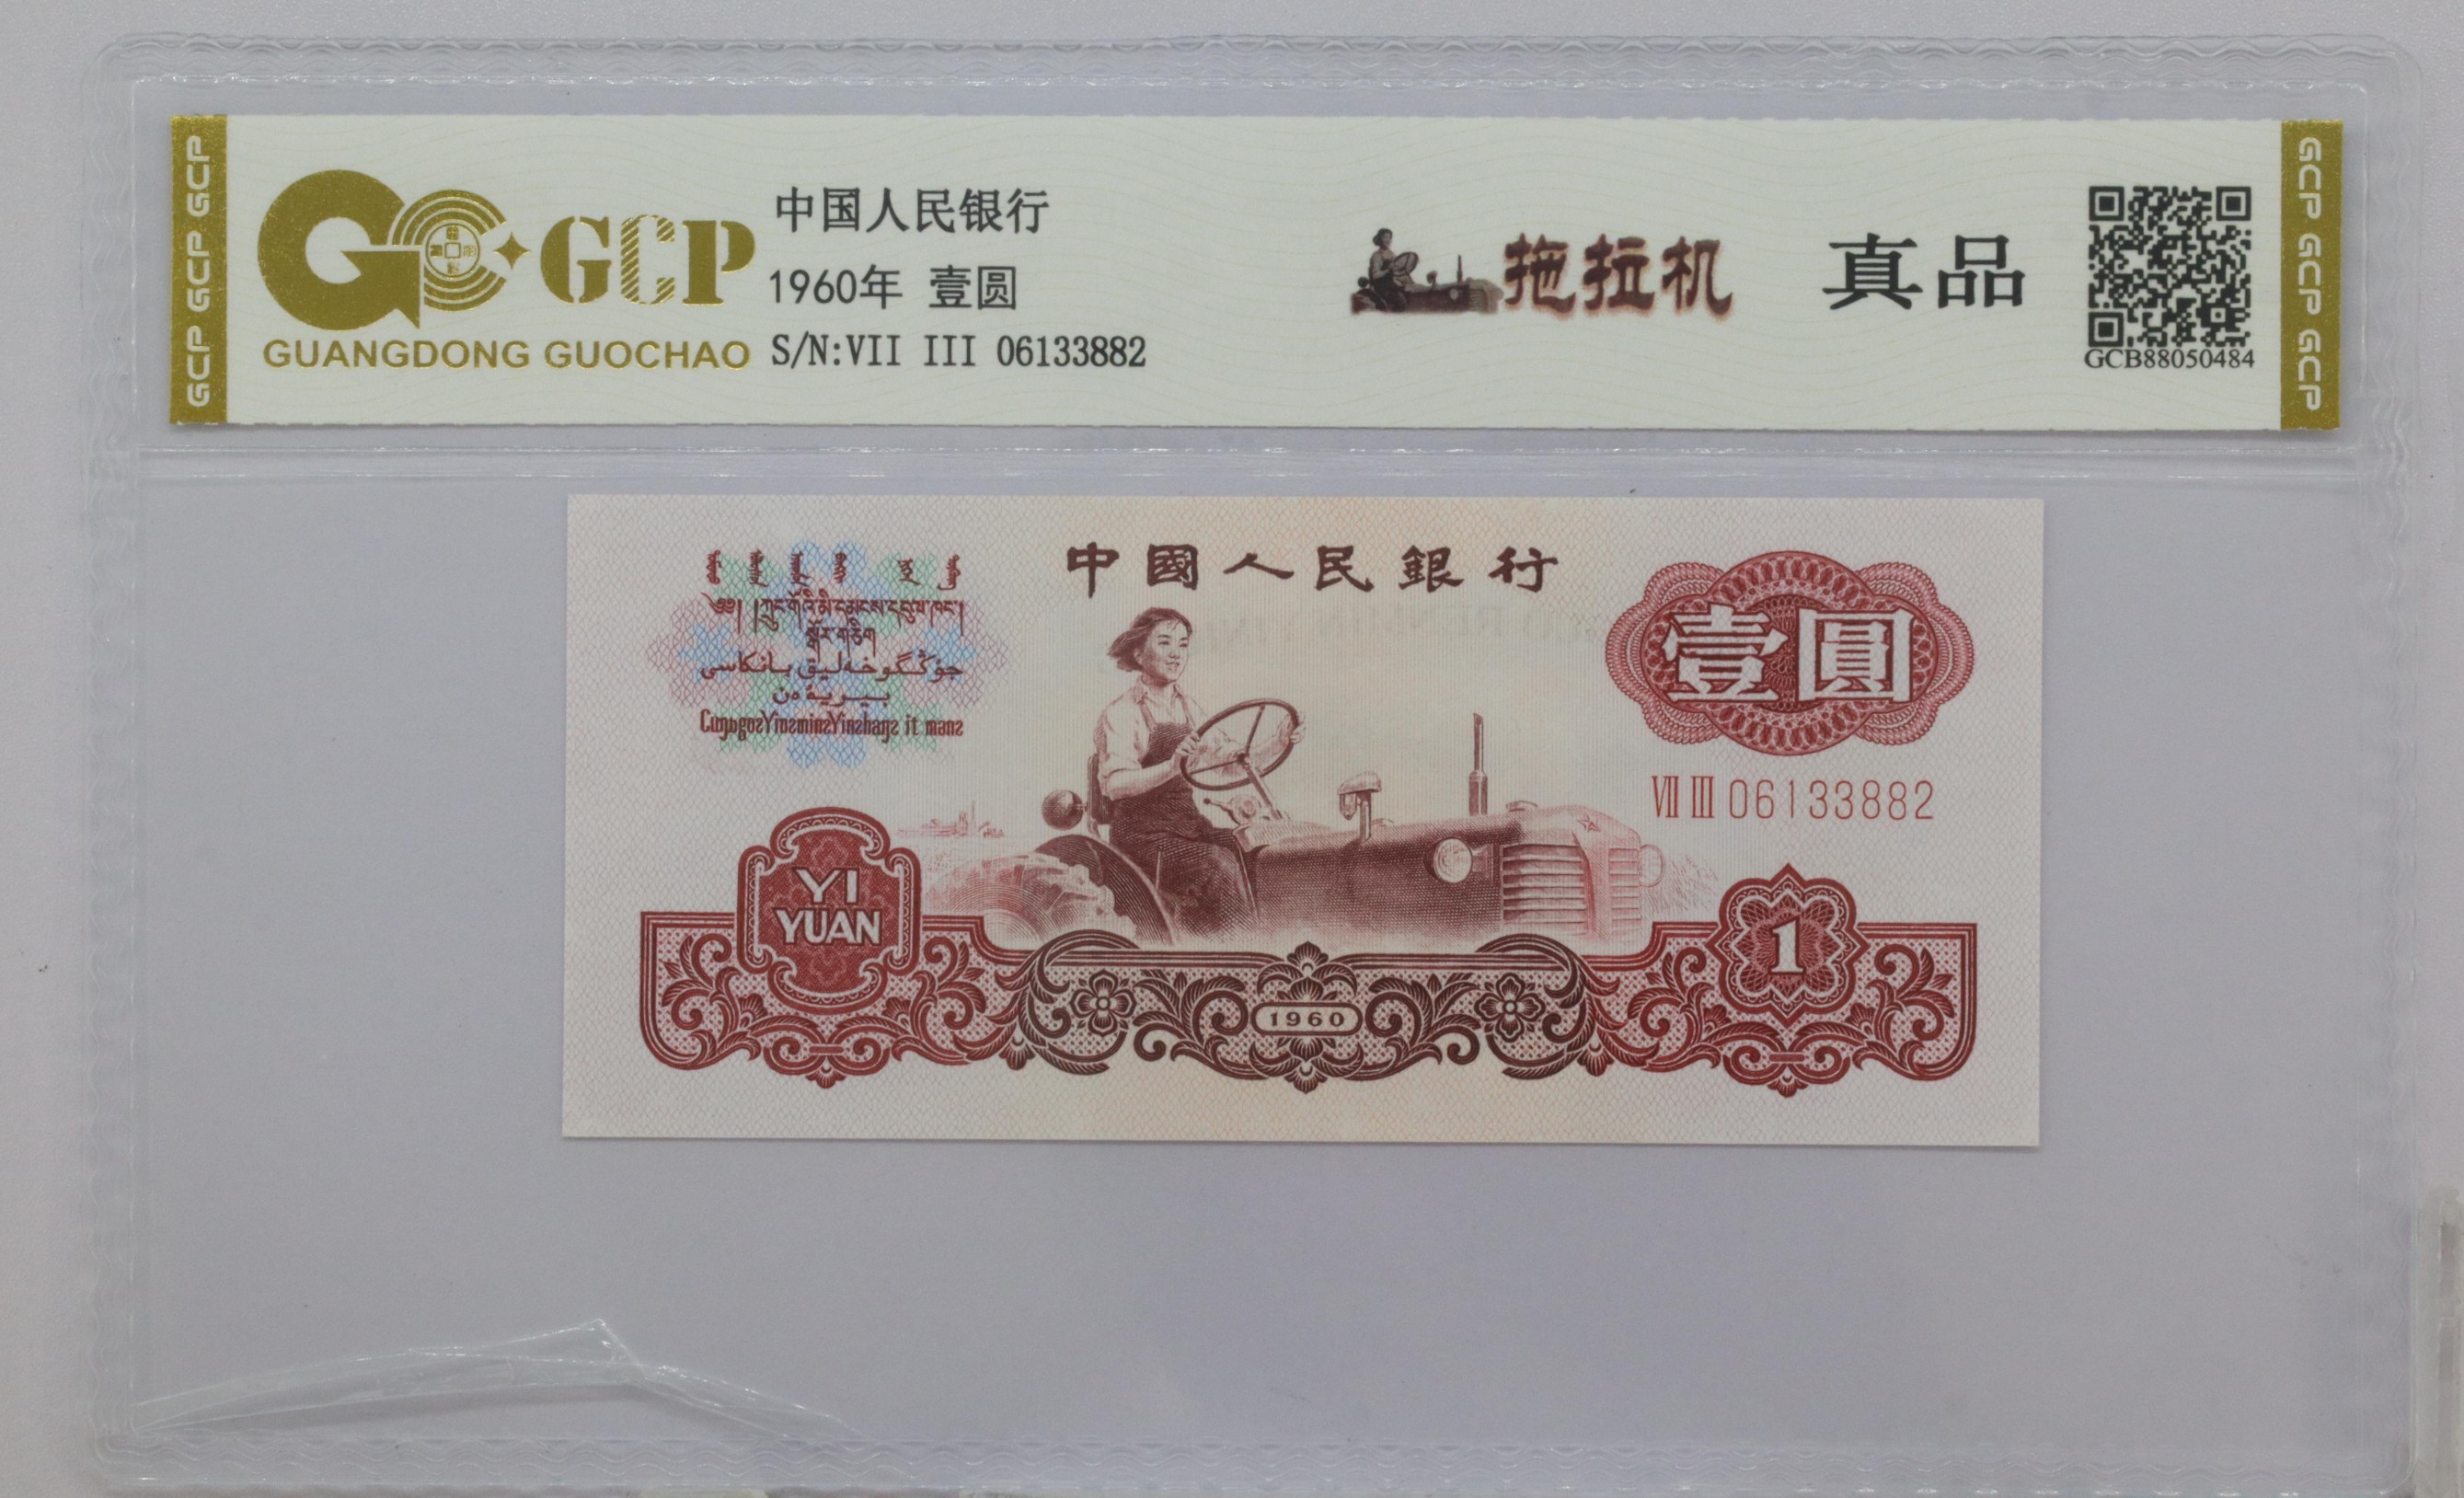 GCP GCP GCP
GCP
GUANGDONG GUOCHAO
中国人民银行
1960年 壹圆
S/N:VII III 06133882
拖拉机
真品
GCB88050484
GCP GCP GCP
中國人民銀行
壹圓
VII III 06133882
YI
YUAN
1
1960